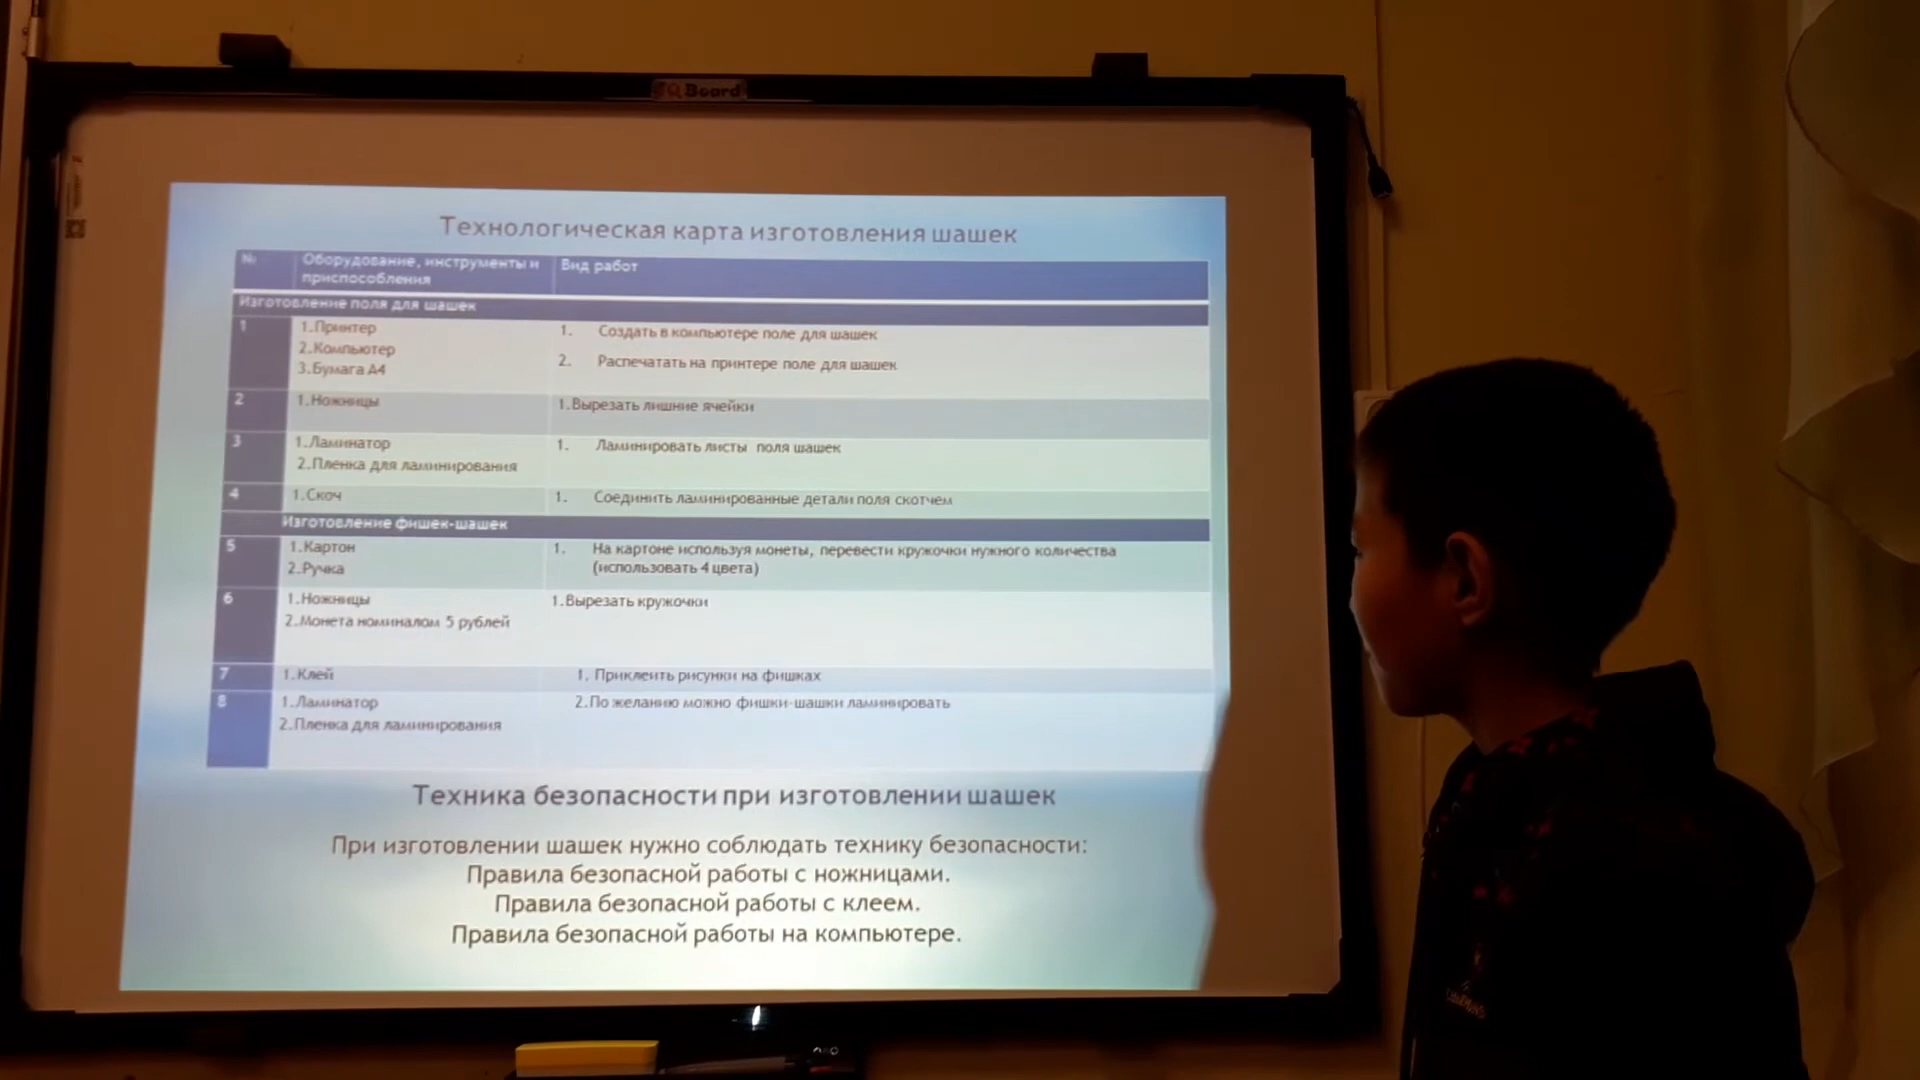 QBoard
Технологическая карта изготовления шашек
№ Оборудование, инструменты и приспособления Вид работ
Изготовление поля для шашек
1 1.Принтер 1. Создать в компьютере поле для шашек
2.Компьютер 2. Распечатать на принтере поле для шашек
3.Бумага А4
2 1.Ножницы 1.Вырезать лишние ячейки
3 1.Ламинатор 1. Ламинировать листы поля шашек
2.Пленка для ламинирования
4 1.Скоч 1. Соединить ламинированные детали поля скотчем
Изготовление фишек-шашек
5 1.Картон 1. На картоне используя монеты, перевести кружочки нужного количества
2.Ручка (использовать 4 цвета)
6 1.Ножницы 1.Вырезать кружочки
2.Монета номиналом 5 рублей
7 1.Клей 1. Приклеить рисунки на фишках
8 1.Ламинатор 2.По желанию можно фишки-шашки ламинировать
2.Пленка для ламинирования
Техника безопасности при изготовлении шашек
При изготовлении шашек нужно соблюдать технику безопасности:
Правила безопасной работы с ножницами.
Правила безопасной работы с клеем.
Правила безопасной работы на компьютере.